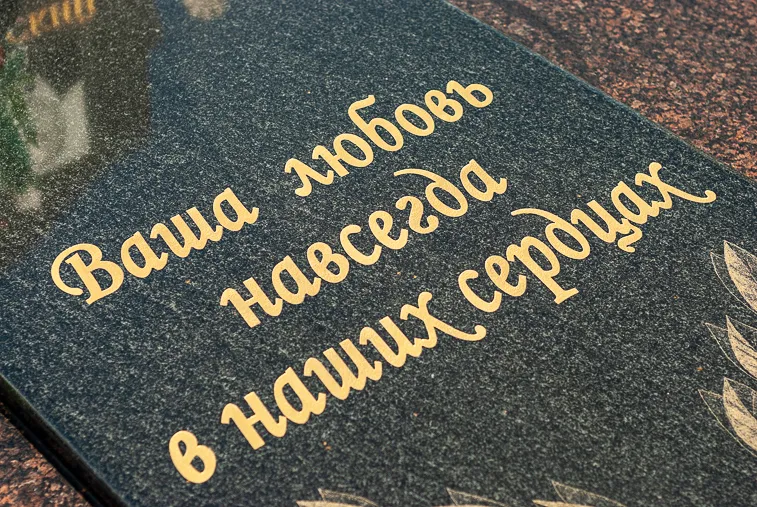 Ваша любовь
навсегда
в наших сердцах